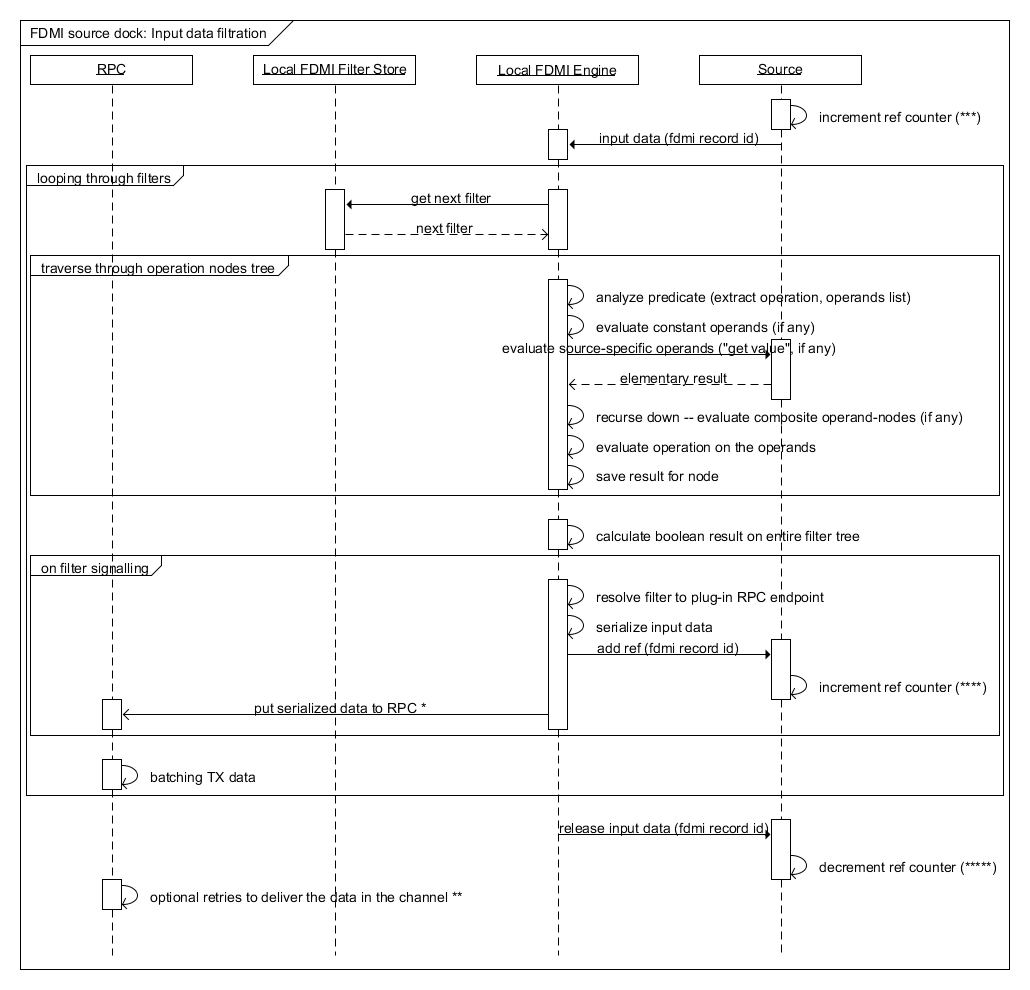 FDMI source dock: Input data filtration
RPC
Local FDMI Filter Store
Local FDMI Engine
Source
increment ref counter (***)
input data (fdmi record id)
looping through filters
get next filter
next filter
traverse through operation nodes tree
analyze predicate (extract operation, operands list)
evaluate constant operands (if any)
evaluate source-specific operands ("get value", if any)
elementary result
recurse down -- evaluate composite operand-nodes (if any)
evaluate operation on the operands
save result for node
calculate boolean result on entire filter tree
on filter signalling
resolve filter to plug-in RPC endpoint
serialize input data
add ref (fdmi record id)
increment ref counter (****)
put serialized data to RPC *
batching TX data
release input data (fdmi record id)
decrement ref counter (*****)
optional retries to deliver the data in the channel **